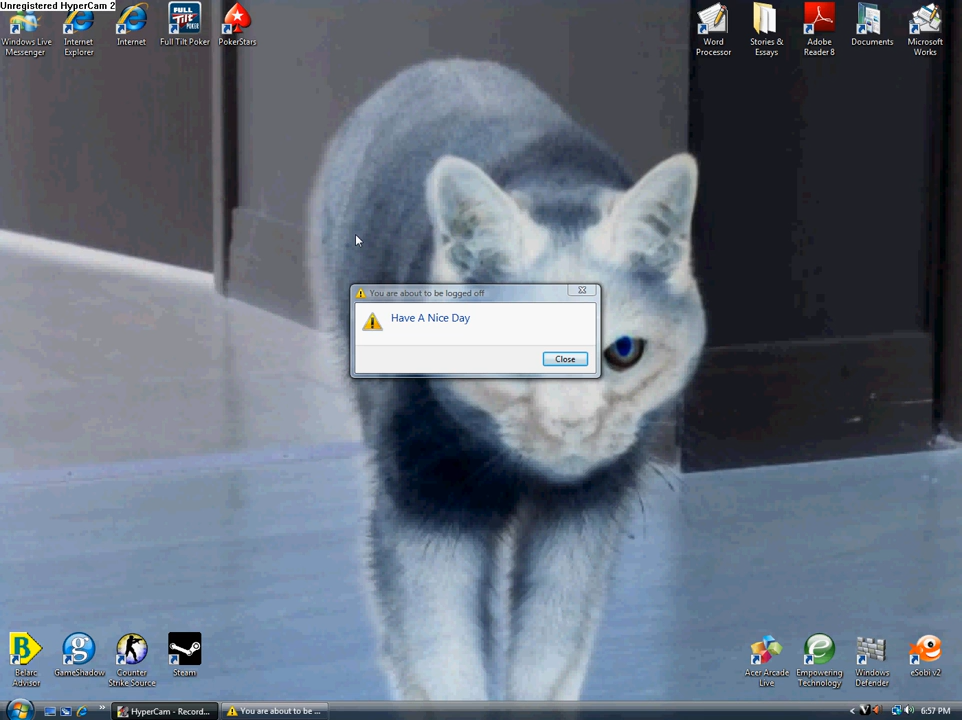 Unregistered HyperCam 2
Windows Live Messenger
Internet Explorer
Internet
FULL TILT POKER
Full Tilt Poker
PokerStars
Word Processor
Stories & Essays
Adobe Reader 8
Documents
Microsoft Works
You are about to be logged off
Have A Nice Day
Close
Belarc Advisor
GameShadow
Counter Strike Source
Steam
Acer Arcade Live
Empowering Technology
Windows Defender
eSobi v2
HyperCam - Record...
You are about to be ...
6:57 PM